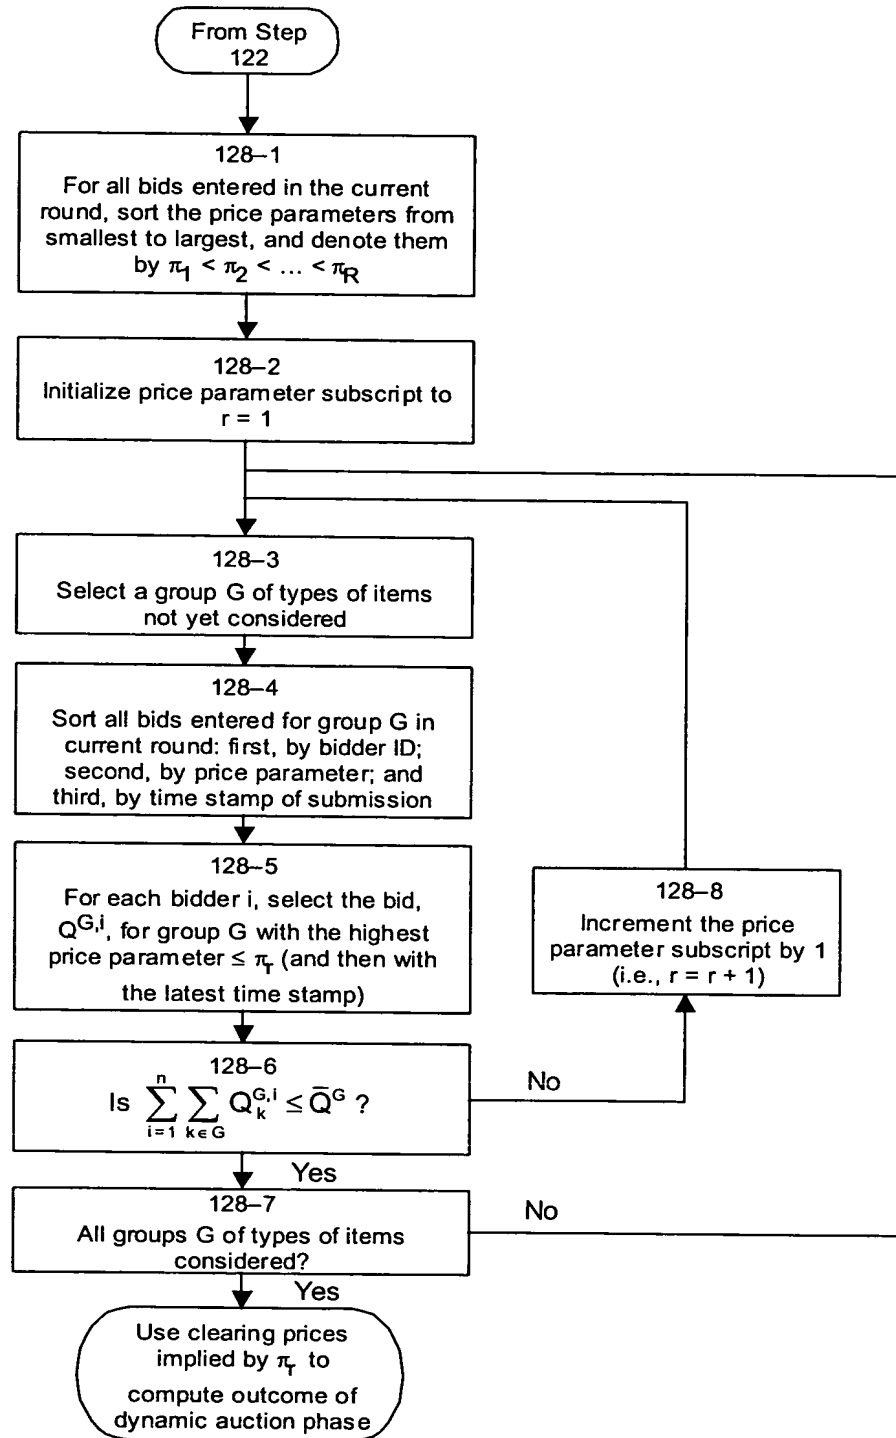 From Step
122
128–1
For all bids entered in the current
round, sort the price parameters from
smallest to largest, and denote them
by π1 < π2 < ... < πR
128–2
Initialize price parameter subscript to
r = 1
128–3
Select a group G of types of items
not yet considered
128–4
Sort all bids entered for group G in
current round: first, by bidder ID;
second, by price parameter; and
third, by time stamp of submission
128–5
For each bidder i, select the bid,
Q^{G,i}, for group G with the highest
price parameter ≤ πr (and then with
the latest time stamp)
128–8
Increment the price
parameter subscript by 1
(i.e., r = r + 1)
128–6
Is \sum_{i=1}^{n} \sum_{k∈G} Q_k^{G,i} ≤ \bar{Q}^G ?
No
Yes
128–7
All groups G of types of items
considered?
No
Yes
Use clearing prices
implied by πr to
compute outcome of
dynamic auction phase